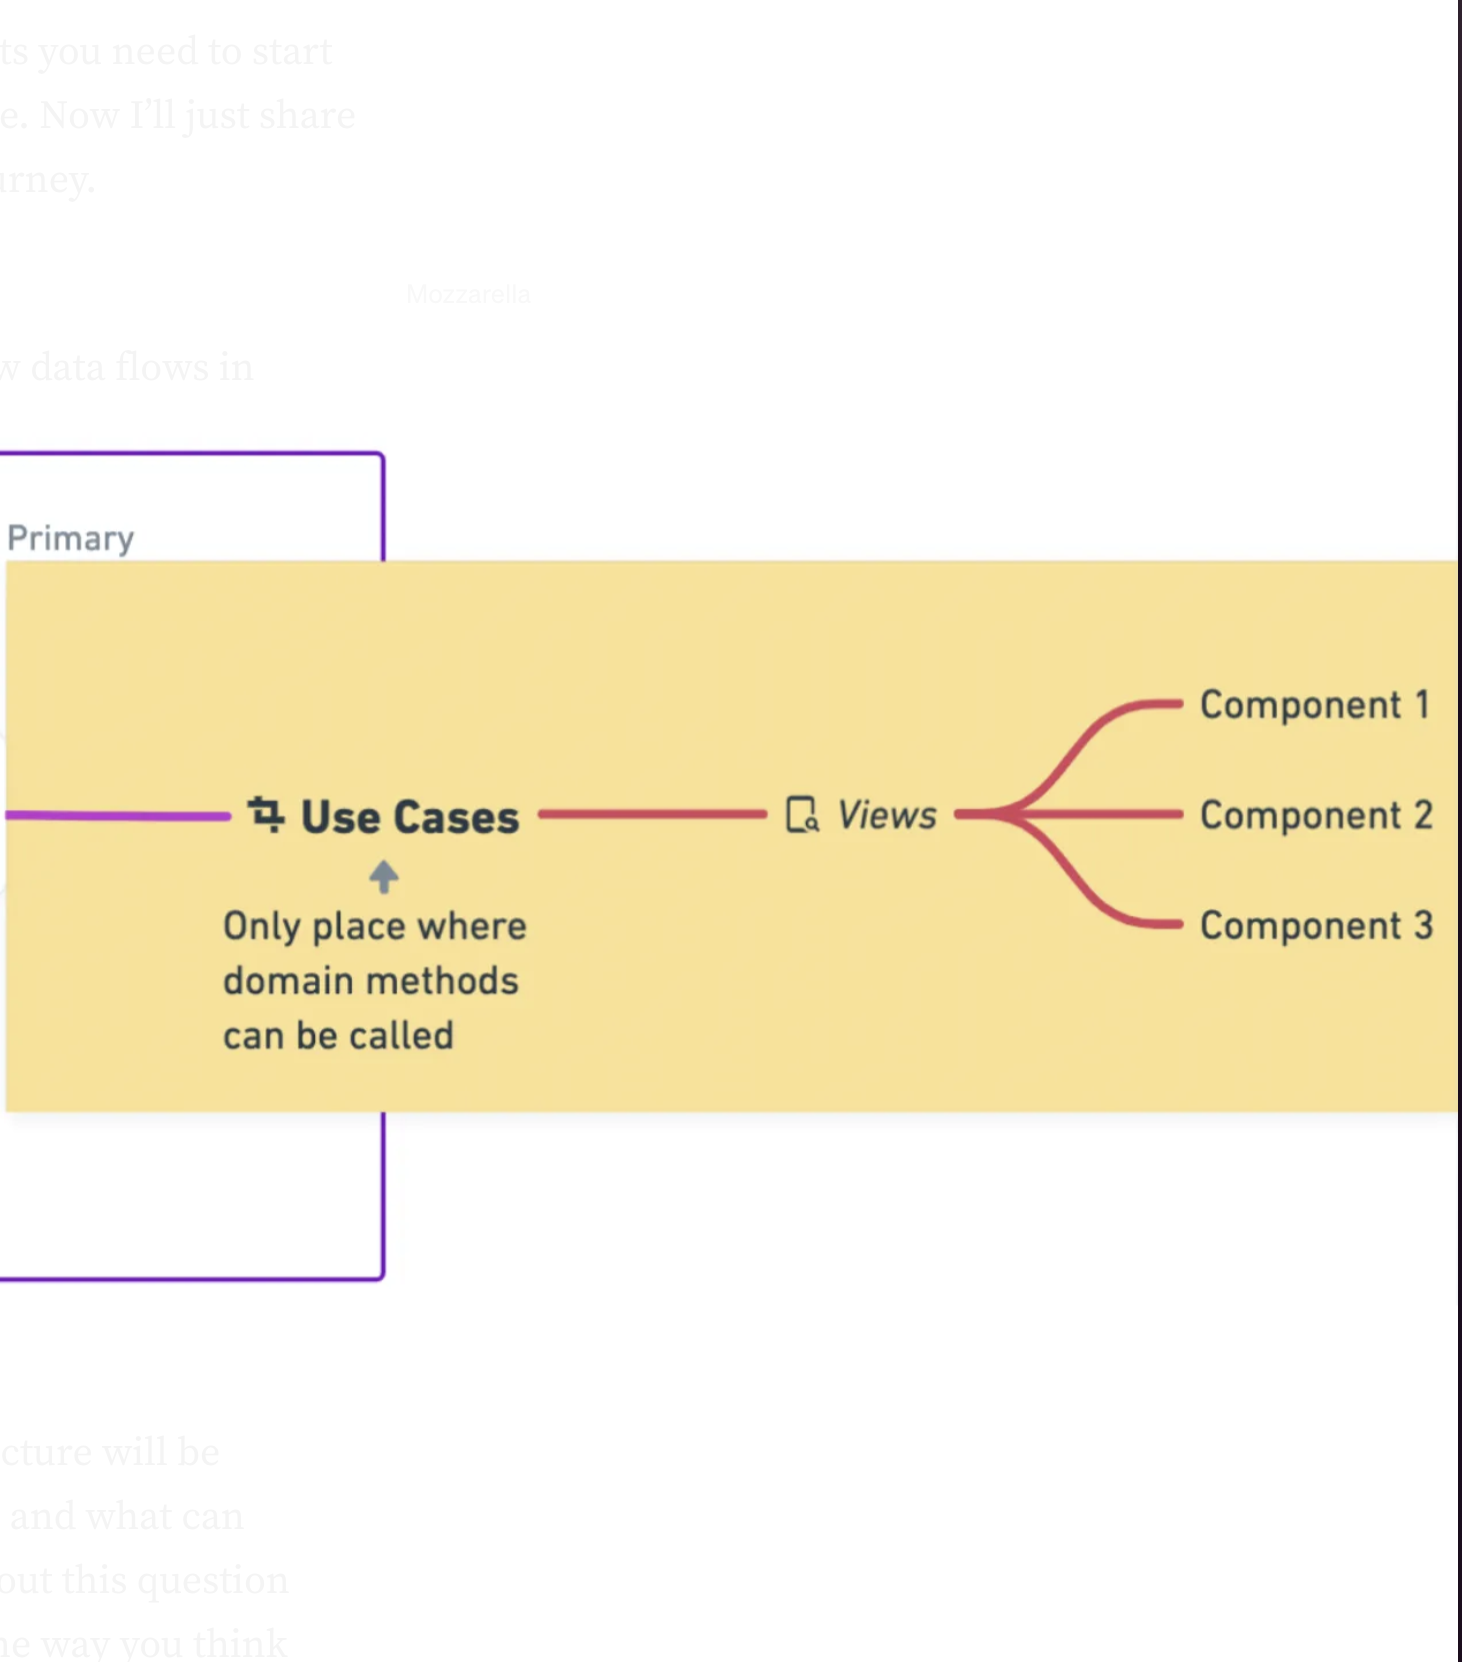 ts you need to start
e. Now I’ll just share
urney.
Mozzarella
w data flows in
Primary
Component 1
Use Cases
Views
Component 2
Only place where
Component 3
domain methods
can be called
cture will be
and what can
out this question
ne way you think